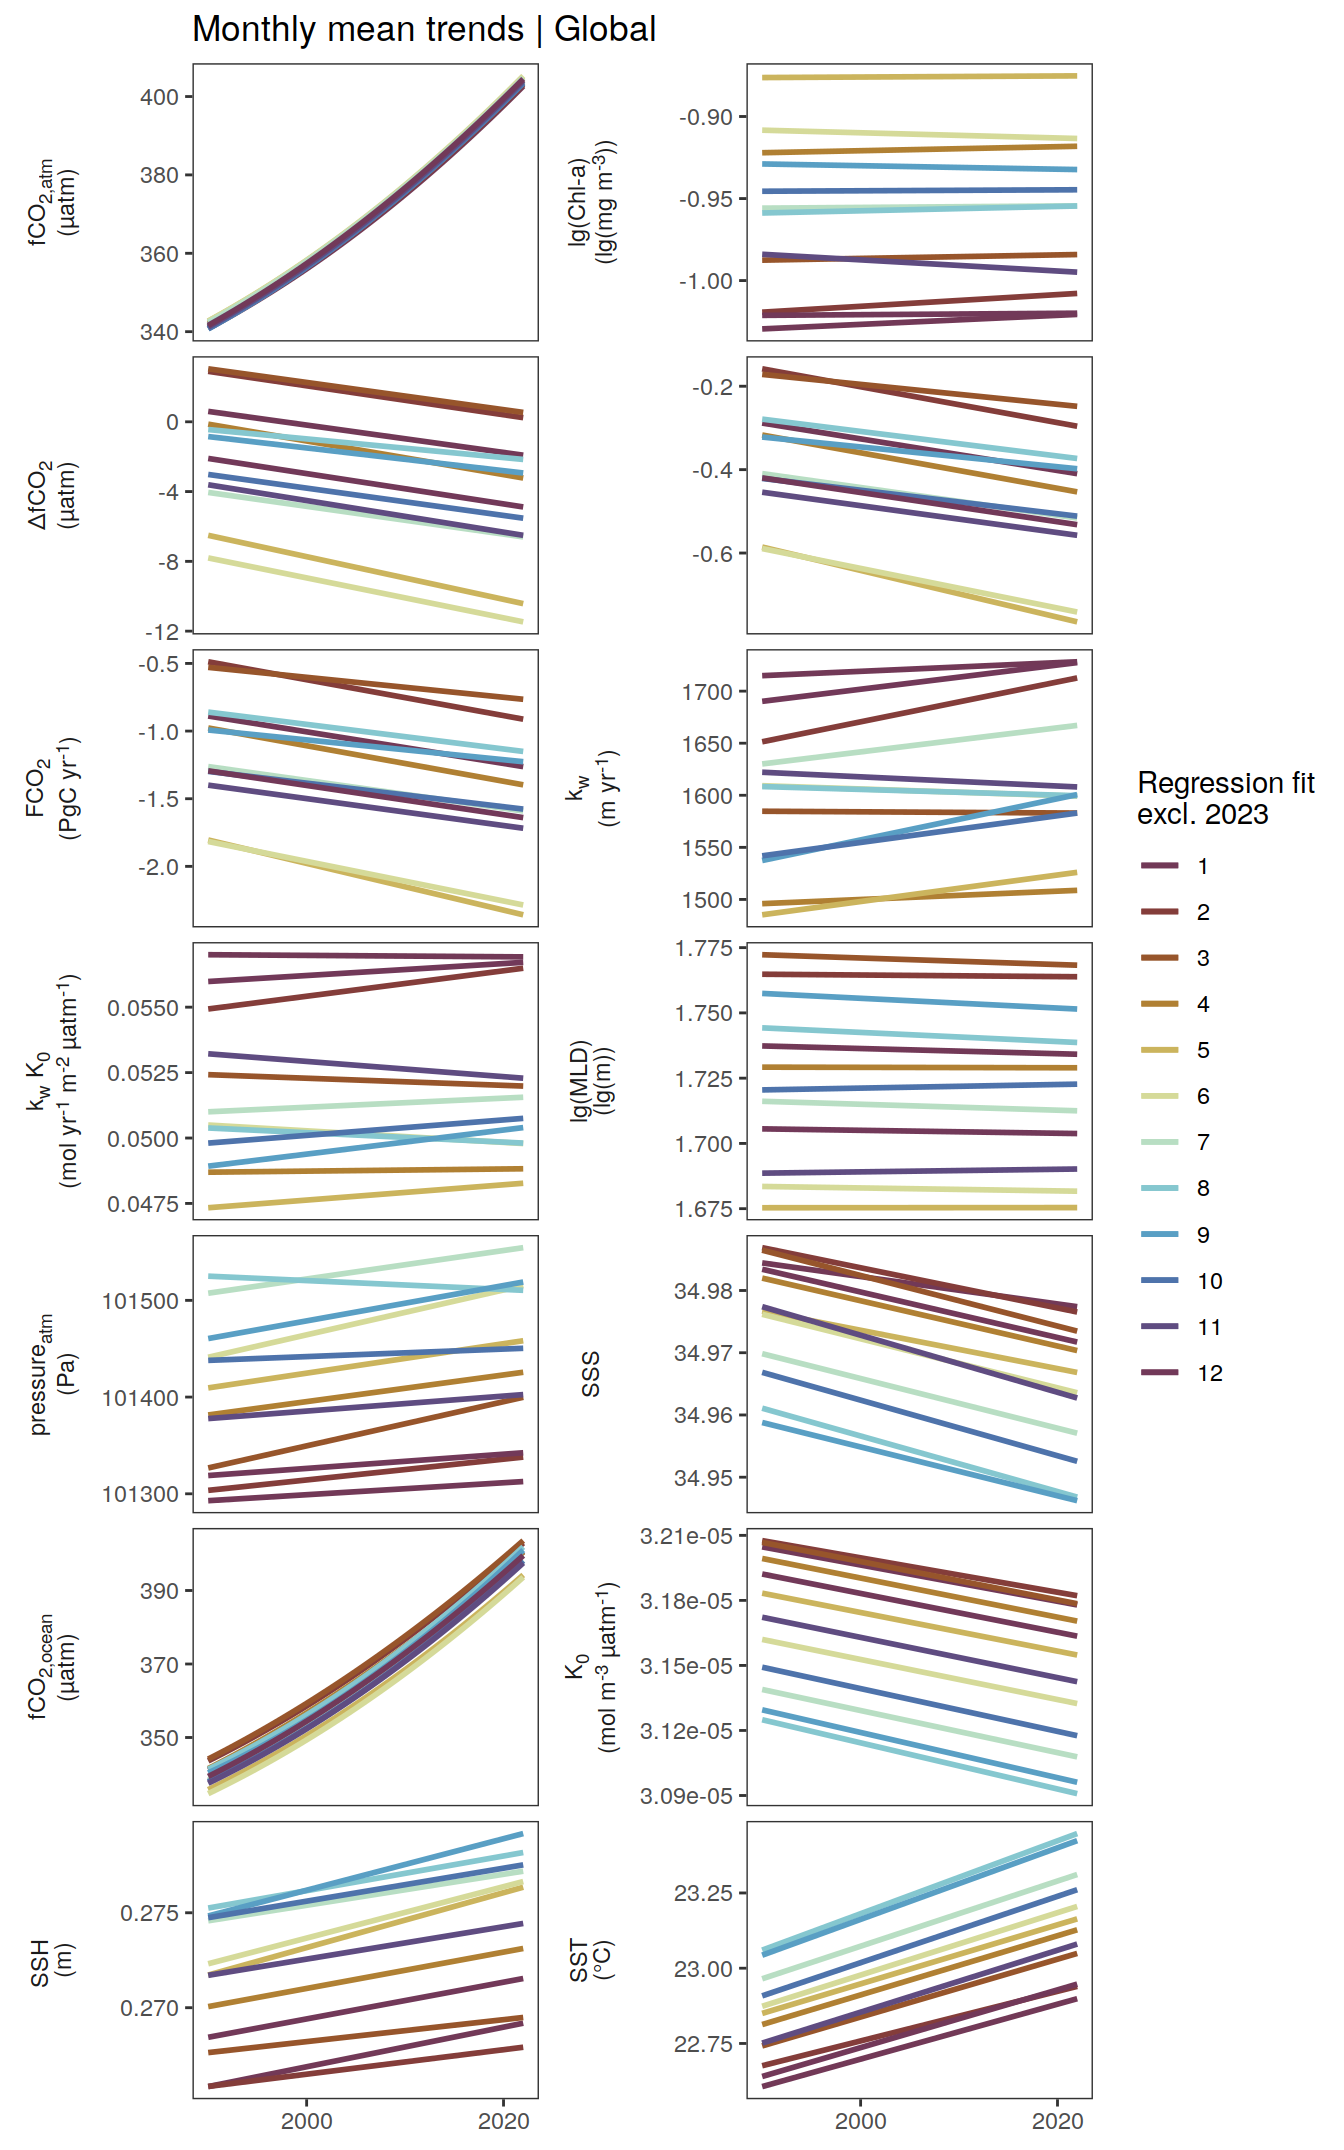 Monthly mean trends | Global
fCO2,atm
(µatm)
400
380
360
340
lg(Chl-a)
(lg(mg m-3))
-0.90
-0.95
-1.00
ΔfCO2
(µatm)
0
-4
-8
-12
-0.2
-0.4
-0.6
FCO2
(PgC yr-1)
-0.5
-1.0
-1.5
-2.0
kw
(m yr-1)
1700
1650
1600
1550
1500
kw K0
(mol yr-1 m-2 µatm-1)
0.0550
0.0525
0.0500
0.0475
lg(MLD)
(lg(m))
1.775
1.750
1.725
1.700
1.675
pressureatm
(Pa)
101500
101400
101300
SSS
34.98
34.97
34.96
34.95
fCO2,ocean
(µatm)
390
370
350
K0
(mol m-3 µatm-1)
3.21e-05
3.18e-05
3.15e-05
3.12e-05
3.09e-05
SSH
(m)
0.275
0.270
2000
2020
SST
(°C)
23.25
23.00
22.75
2000
2020
Regression fit
excl. 2023
1
2
3
4
5
6
7
8
9
10
11
12